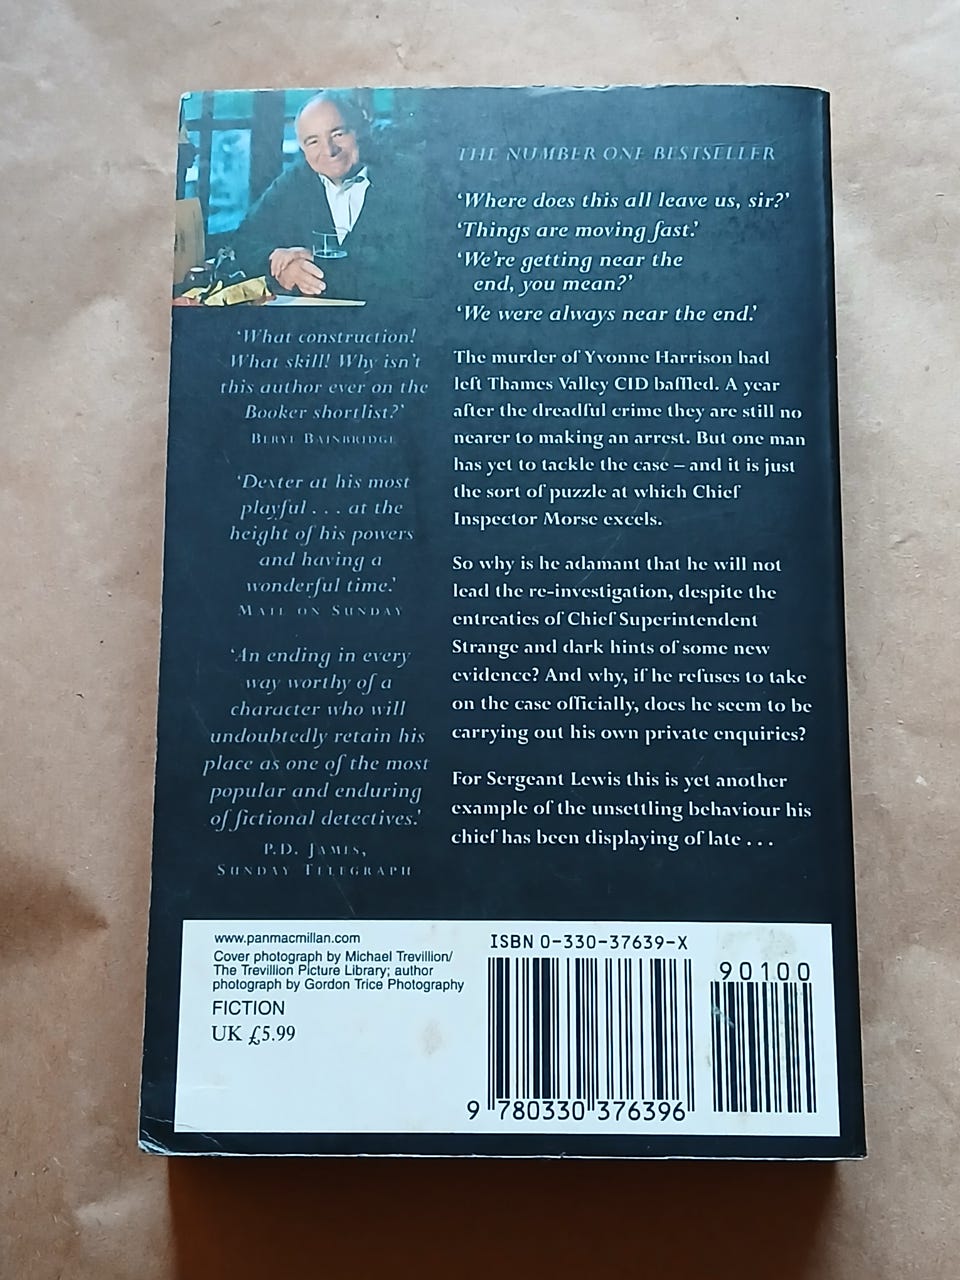 THE NUMBER ONE BESTSELLER
‘Where does this all leave us, sir?’
‘Things are moving fast.’
‘We’re getting near the
end, you mean?’
‘We were always near the end.’
The murder of Yvonne Harrison had
left Thames Valley CID baffled. A year
after the dreadful crime they are still no
nearer to making an arrest. But one man
has yet to tackle the case – and it is just
the sort of puzzle at which Chief
Inspector Morse excels.
So why is he adamant that he will not
lead the re-investigation, despite the
entreaties of Chief Superintendent
Strange and dark hints of some new
evidence? And why, if he refuses to take
on the case officially, does he seem to be
carrying out his own private enquiries?
For Sergeant Lewis this is yet another
example of the unsettling behaviour his
chief has been displaying of late . . .
‘What construction!
What skill! Why isn’t
this author ever on the
Booker shortlist?’
BERYL BAINBRIDGE
‘Dexter at his most
playful . . . at the
height of his powers
and having a
wonderful time.’
MAIL ON SUNDAY
‘An ending in every
way worthy of a
character who will
undoubtedly retain his
place as one of the most
popular and enduring
of fictional detectives.’
P.D. JAMES,
SUNDAY TELEGRAPH
www.panmacmillan.com
Cover photograph by Michael Trevillion/
The Trevillion Picture Library; author
photograph by Gordon Trice Photography
FICTION
UK £5.99
ISBN 0-330-37639-X
90100
9 780330 376396